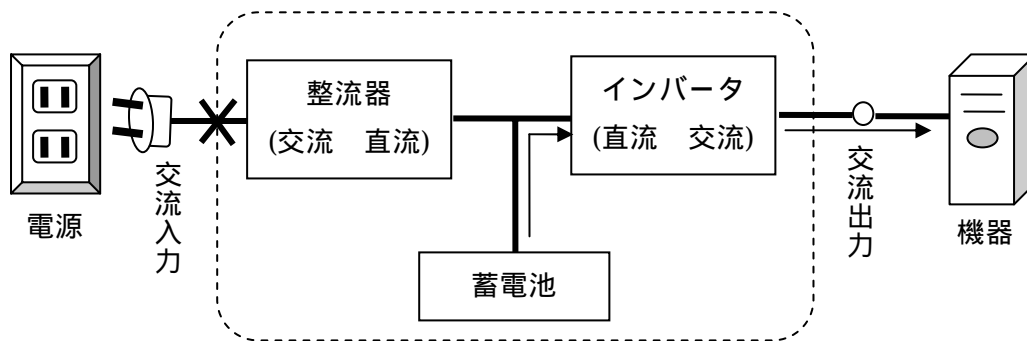 電源
交流入力
整流器
(交流　直流)
蓄電池
インバータ
(直流　交流)
交流出力
機器